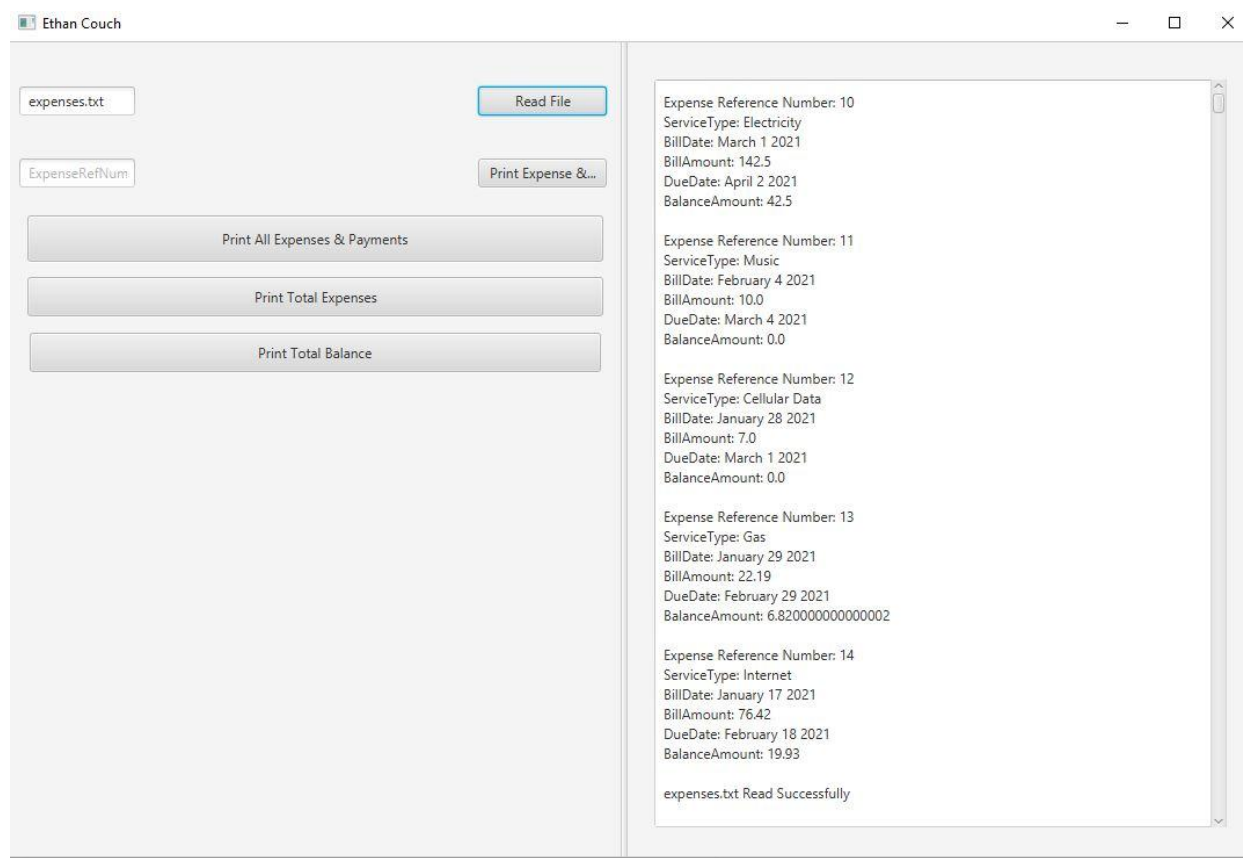 Ethan Couch
expenses.txt
Read File
ExpenseRefNum
Print Expense &...
Print All Expenses & Payments
Print Total Expenses
Print Total Balance
Expense Reference Number: 10
ServiceType: Electricity
BillDate: March 1 2021
BillAmount: 142.5
DueDate: April 2 2021
BalanceAmount: 42.5
Expense Reference Number: 11
ServiceType: Music
BillDate: February 4 2021
BillAmount: 10.0
DueDate: March 4 2021
BalanceAmount: 0.0
Expense Reference Number: 12
ServiceType: Cellular Data
BillDate: January 28 2021
BillAmount: 7.0
DueDate: March 1 2021
BalanceAmount: 0.0
Expense Reference Number: 13
ServiceType: Gas
BillDate: January 29 2021
BillAmount: 22.19
DueDate: February 29 2021
BalanceAmount: 6.820000000000002
Expense Reference Number: 14
ServiceType: Internet
BillDate: January 17 2021
BillAmount: 76.42
DueDate: February 18 2021
BalanceAmount: 19.93
expenses.txt Read Successfully